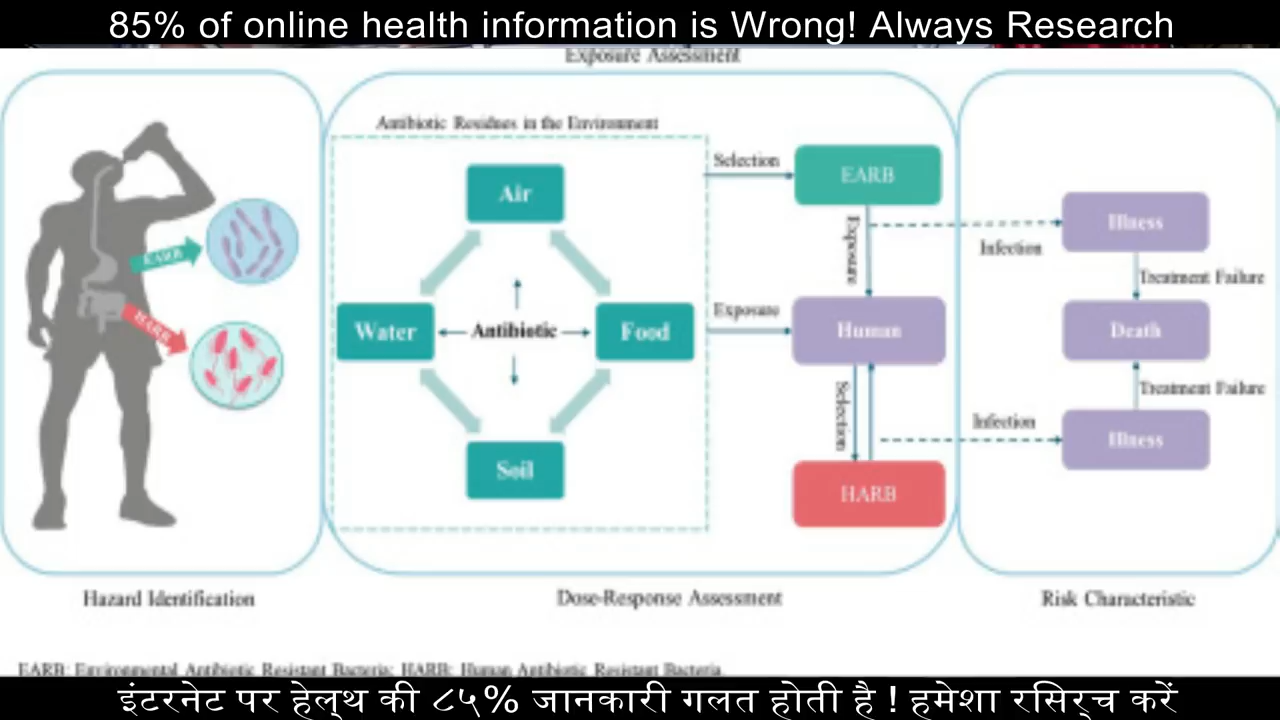 85% of online health information is Wrong! Always Research
Exposure Assessment
Antibiotic Residues in the Environment
Selection
EARB
Air
Exposure
Illness
Infection
EARB
Treatment Failure
Exposure
Water
Antibiotic
Food
Human
Death
HARB
Selection
Treatment Failure
Infection
Illness
Soil
HARB
Hazard Identification
Dose-Response Assessment
Risk Characteristic
EARB: Environmental Antibiotic Resistant Bacteria; HARB: Human Antibiotic Resistant Bacteria
इंटरनेट पर हेल्थ की ८५% जानकारी गलत होती है ! हमेशा रिसर्च करें